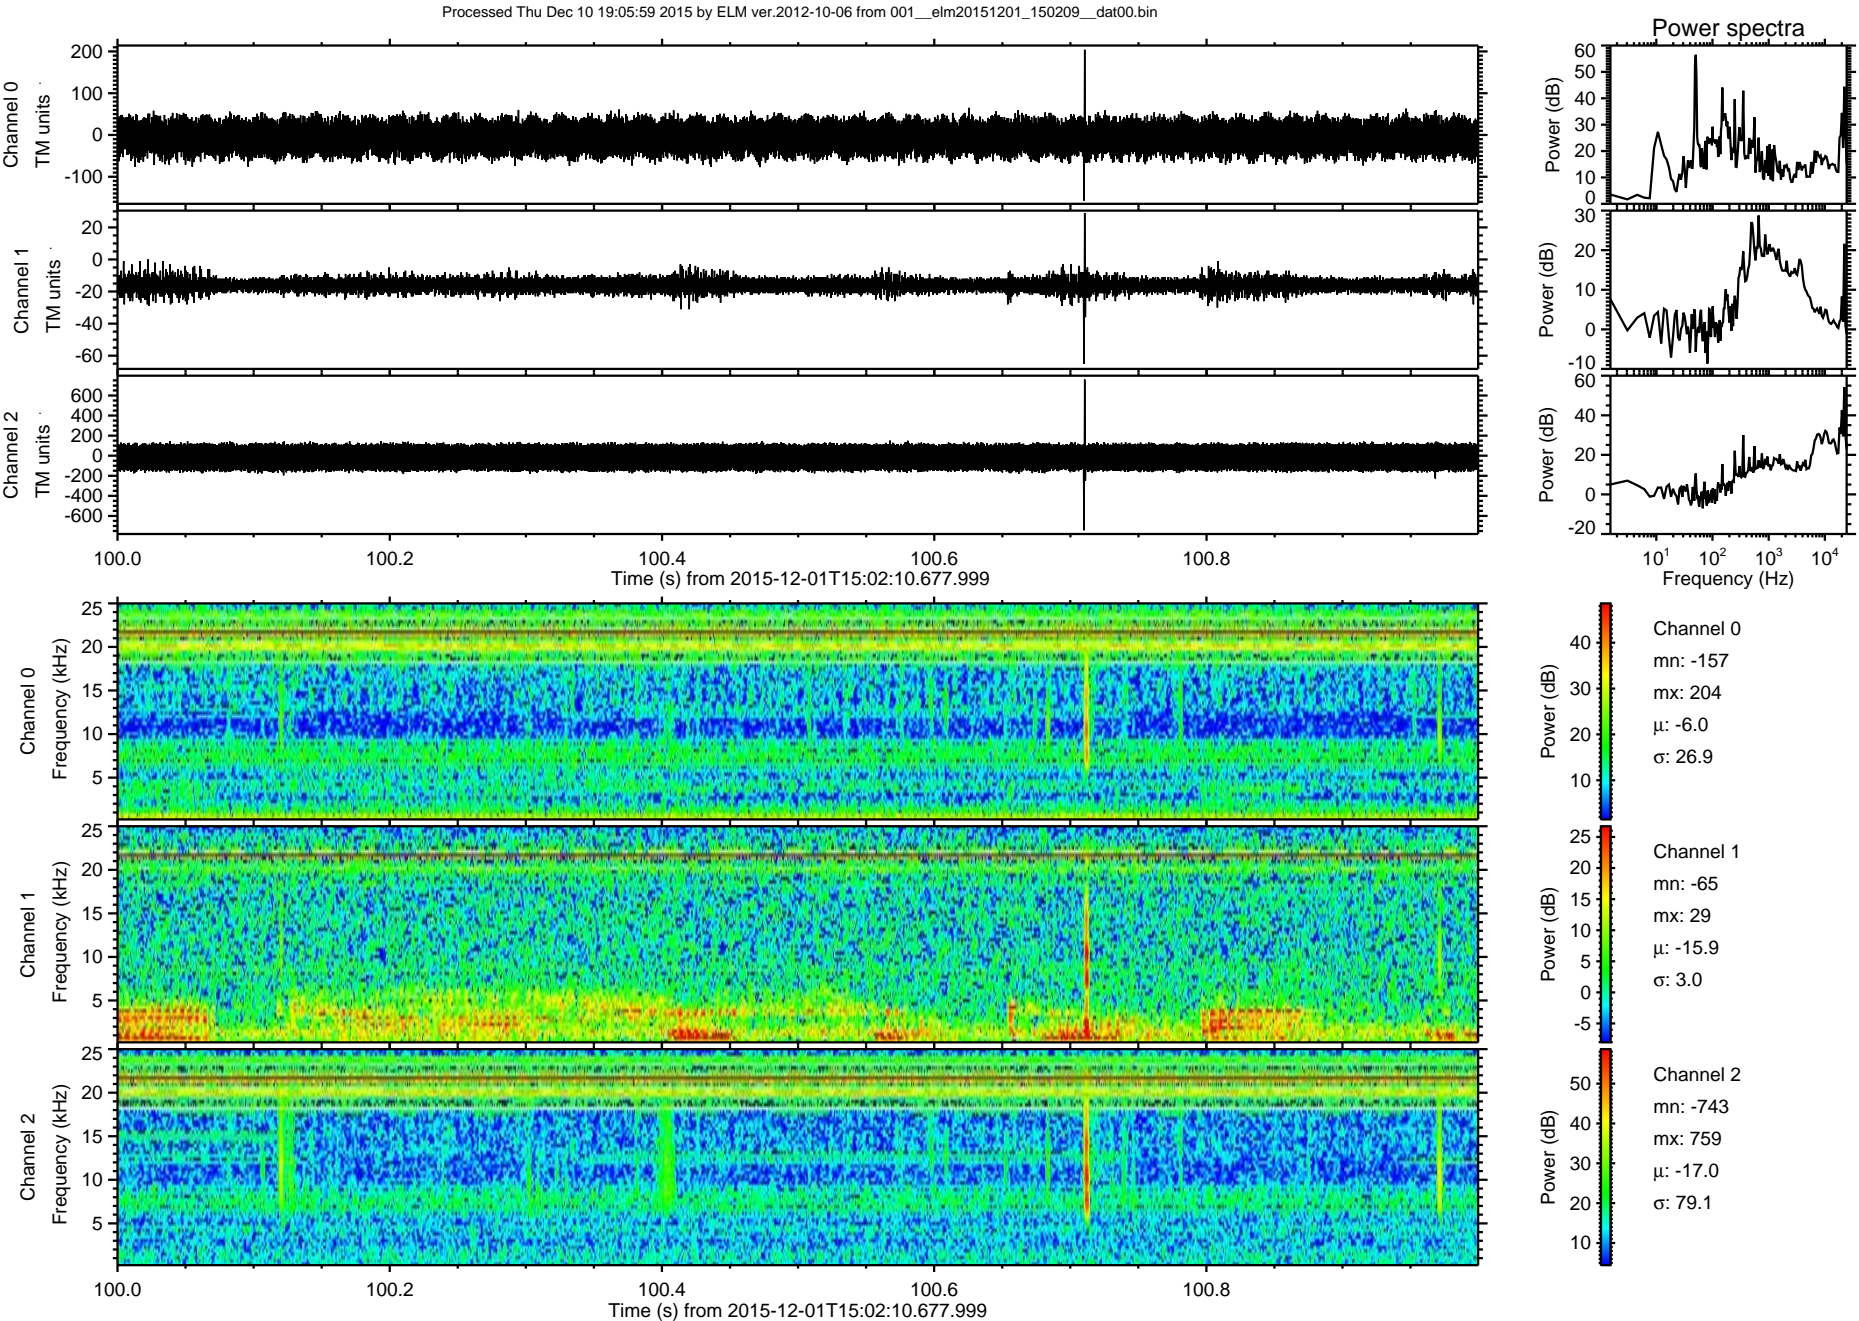 Processed Thu Dec 10 19:05:59 2015 by ELM ver.2012-10-06 from 001__elm20151201_150209__dat00.bin
Power spectra
Channel 0
TM units
200
100
0
-100
Power (dB)
60
50
40
30
20
10
0
Channel 1
TM units
20
0
-20
-40
-60
Power (dB)
30
20
10
0
-10
Channel 2
TM units
600
400
200
0
-200
-400
-600
Power (dB)
60
40
20
0
-20
100.0 100.2 100.4 100.6 100.8
Time (s) from 2015-12-01T15:02:10.677.999
10¹ 10² 10³ 10⁴
Frequency (Hz)
Channel 0
Frequency (kHz)
25
20
15
10
5
Power (dB)
40
30
20
10
Channel 0
mn: -157
mx: 204
μ: -6.0
σ: 26.9
Channel 1
Frequency (kHz)
25
20
15
10
5
Power (dB)
25
20
15
10
5
0
-5
Channel 1
mn: -65
mx: 29
μ: -15.9
σ: 3.0
Channel 2
Frequency (kHz)
25
20
15
10
5
Power (dB)
50
40
30
20
10
Channel 2
mn: -743
mx: 759
μ: -17.0
σ: 79.1
100.0 100.2 100.4 100.6 100.8
Time (s) from 2015-12-01T15:02:10.677.999